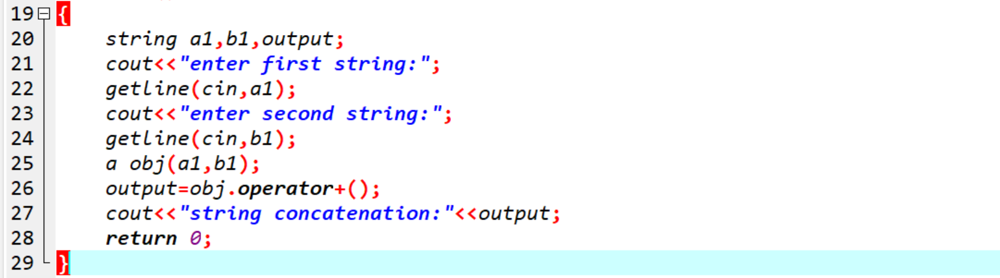 19 {
20 string a1,b1,output;
21 cout<<"enter first string:";
22 getline(cin,a1);
23 cout<<"enter second string:";
24 getline(cin,b1);
25 a obj(a1,b1);
26 output=obj.operator+();
27 cout<<"string concatenation:"<<output;
28 return 0;
29 }